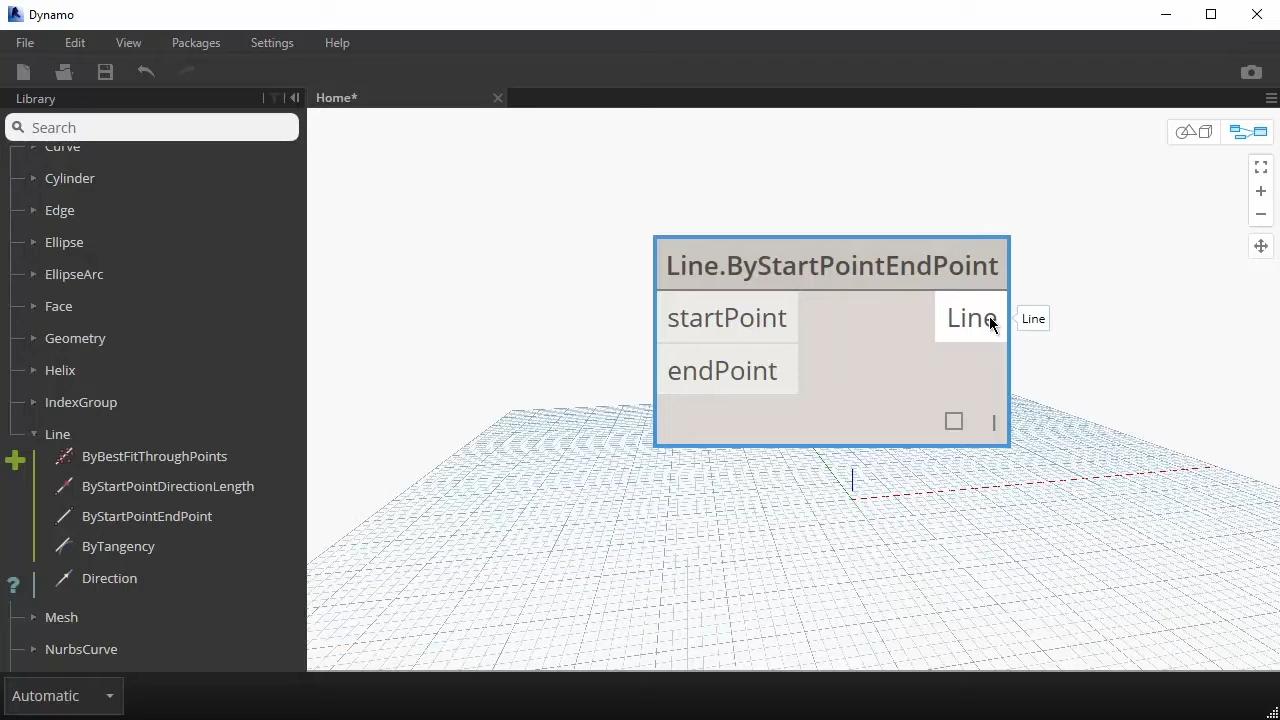 Dynamo
File Edit View Packages Settings Help
Library
Home*
Search
Curve
Cylinder
Edge
Ellipse
EllipseArc
Face
Geometry
Helix
IndexGroup
Line
ByBestFitThroughPoints
ByStartPointDirectionLength
ByStartPointEndPoint
ByTangency
Direction
Mesh
NurbsCurve
Automatic
Line.ByStartPointEndPoint
startPoint Line
endPoint
Line